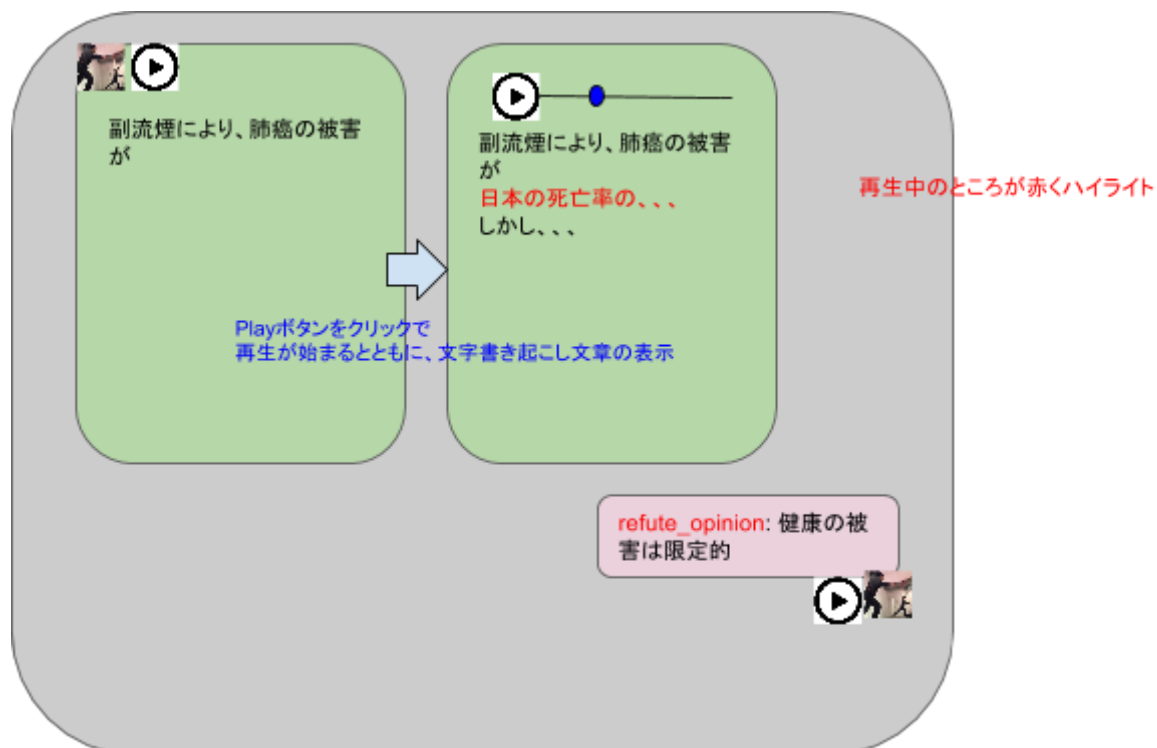 副流煙により、肺癌の被害
が
副流煙により、肺癌の被害
が
日本の死亡率の、、、
しかし、、、
再生中のところが赤くハイライト
Playボタンをクリックで
再生が始まるとともに、文字書き起こし文章の表示
refute_opinion: 健康の被
害は限定的